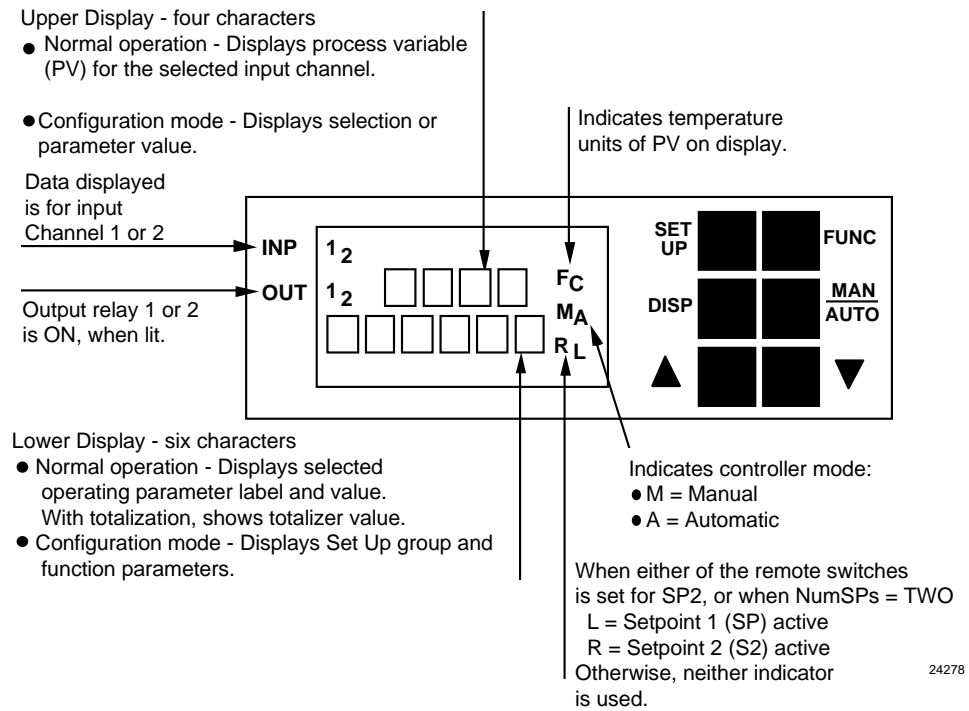 Upper Display - four characters
● Normal operation - Displays process variable
(PV) for the selected input channel.
● Configuration mode - Displays selection or
parameter value.
Indicates temperature
units of PV on display.
Data displayed
is for input
Channel 1 or 2
Output relay 1 or 2
is ON, when lit.
INP 1 2
OUT 1 2
F C
M A
R L
SET
UP
FUNC
DISP
MAN
AUTO
Lower Display - six characters
● Normal operation - Displays selected
operating parameter label and value.
With totalization, shows totalizer value.
● Configuration mode - Displays Set Up group and
function parameters.
Indicates controller mode:
● M = Manual
● A = Automatic
When either of the remote switches
is set for SP2, or when NumSPs = TWO
L = Setpoint 1 (SP) active
R = Setpoint 2 (S2) active
Otherwise, neither indicator
is used.
24278